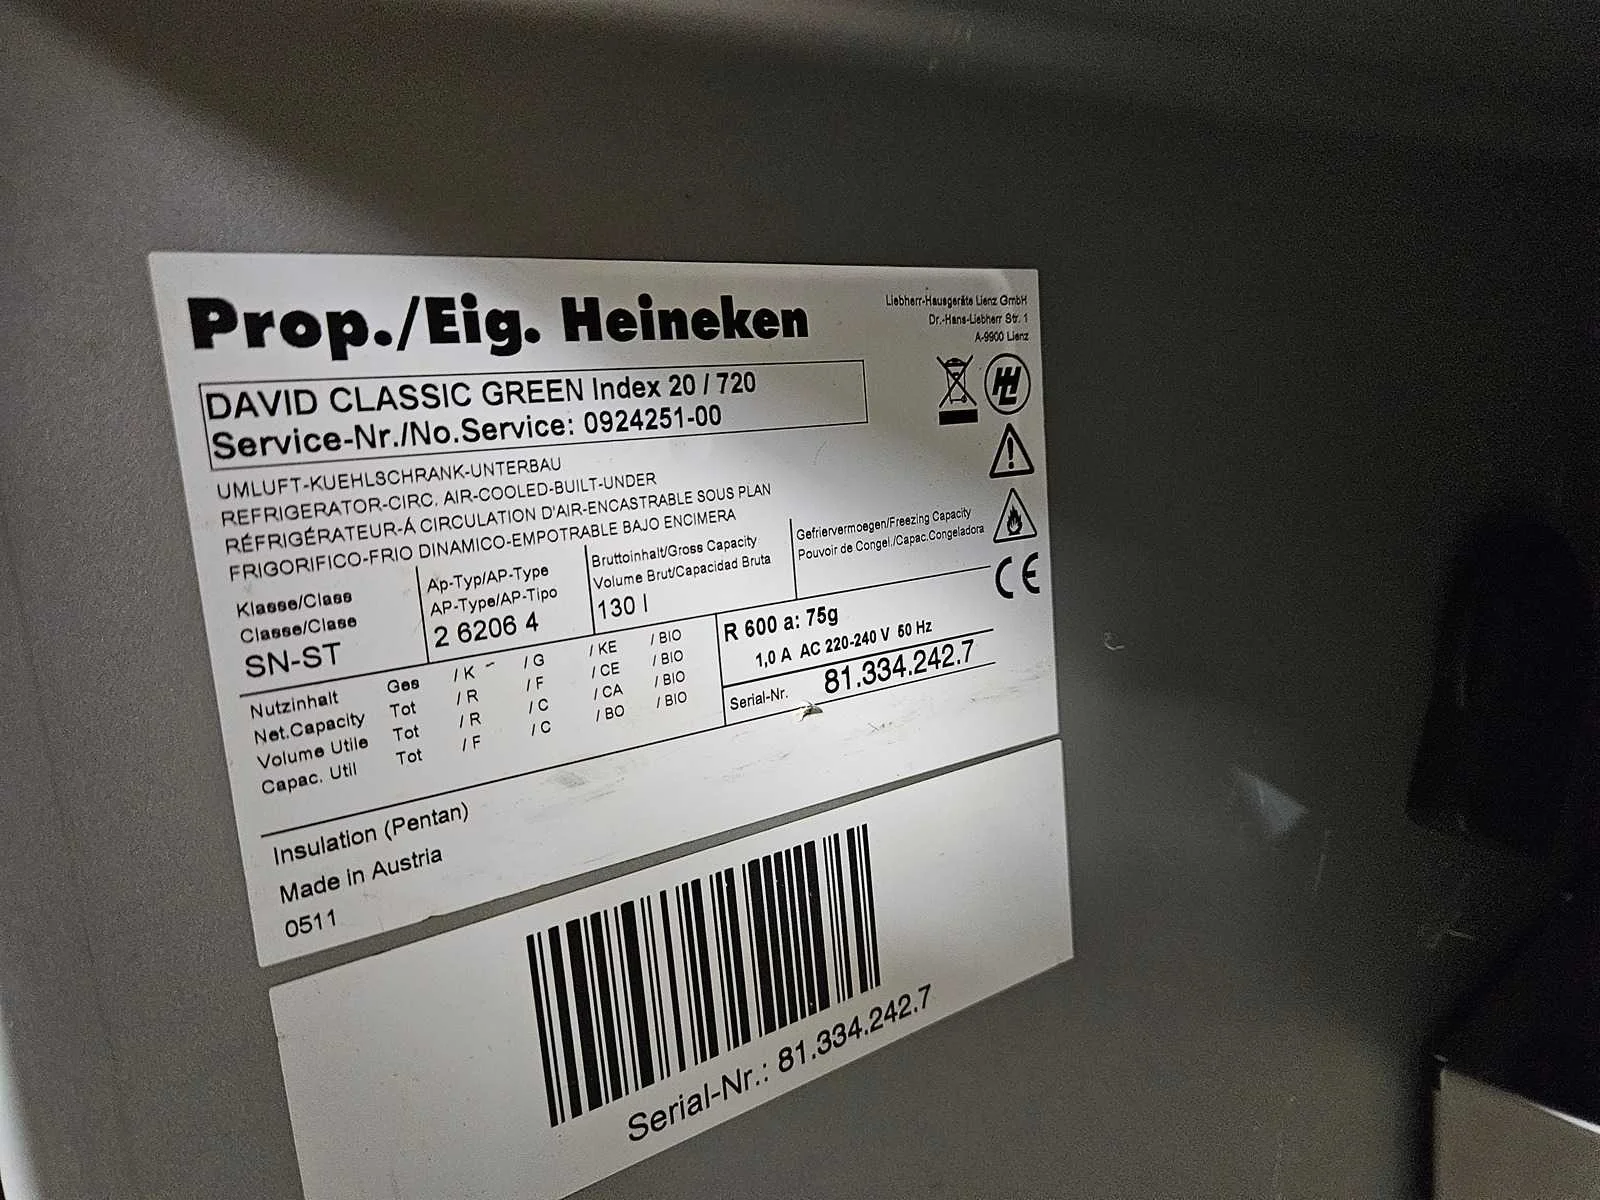 Prop./Eig. Heineken
Liebherr-Hausgeräte Lienz GmbH
Dr.-Hans-Liebherr Str. 1
A-9900 Lienz
DAVID CLASSIC GREEN Index 20 / 720
Service-Nr./No.Service: 0924251-00
UMLUFT-KUEHLSCHRANK-UNTERBAU
REFRIGERATOR-CIRC. AIR-COOLED-BUILT-UNDER
RÉFRIGÉRATEUR-Á CIRCULATION D'AIR-ENCASTRABLE SOUS PLAN
FRIGORIFICO-FRIO DINAMICO-EMPOTRABLE BAJO ENCIMERA
Klasse/Class
Classe/Clase
SN-ST
Ap-Typ/AP-Type
AP-Type/AP-Tipo
2 6206 4
Bruttoinhalt/Gross Capacity
Volume Brut/Capacidad Bruta
130 l
Gefriervermoegen/Freezing Capacity
Pouvoir de Congel./Capac.Congeladora
CE
Nutzinhalt Ges / K - / G / KE / BIO
Net.Capacity Tot / R / F / CE / BIO
Volume Utile Tot / R / C / CA / BIO
Capac. Util Tot / F / C / BO / BIO
R 600 a: 75g
1,0 A AC 220-240 V 50 Hz
Serial-Nr. 81.334.242.7
Insulation (Pentan)
Made in Austria
0511
Serial-Nr.: 81.334.242.7